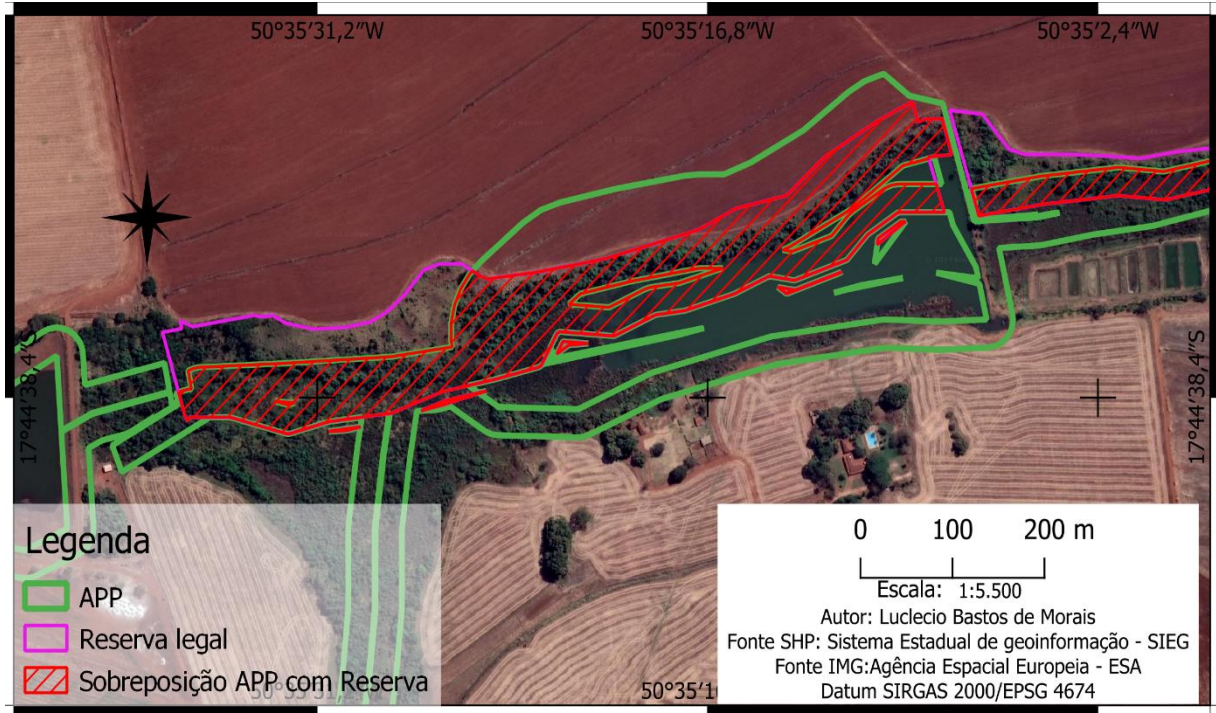 50°35'31,2"W 50°35'16,8"W 50°35'2,4"W
17°44'38,4"S 17°44'38,4"S
Legenda
APP
Reserva legal
Sobreposição APP com Reserva
0 100 200 m
Escala: 1:5.500
Autor: Luclecio Bastos de Morais
Fonte SHP: Sistema Estadual de geoinformação - SIEG
Fonte IMG:Agência Espacial Europeia - ESA
Datum SIRGAS 2000/EPSG 4674